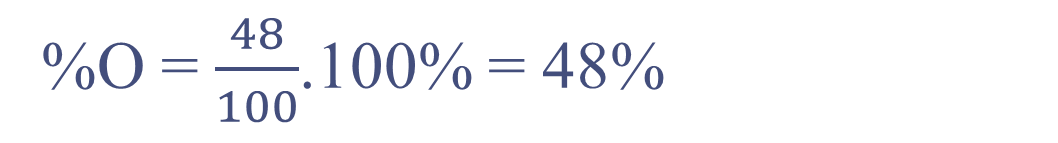 %O = 48/100 .100% = 48%